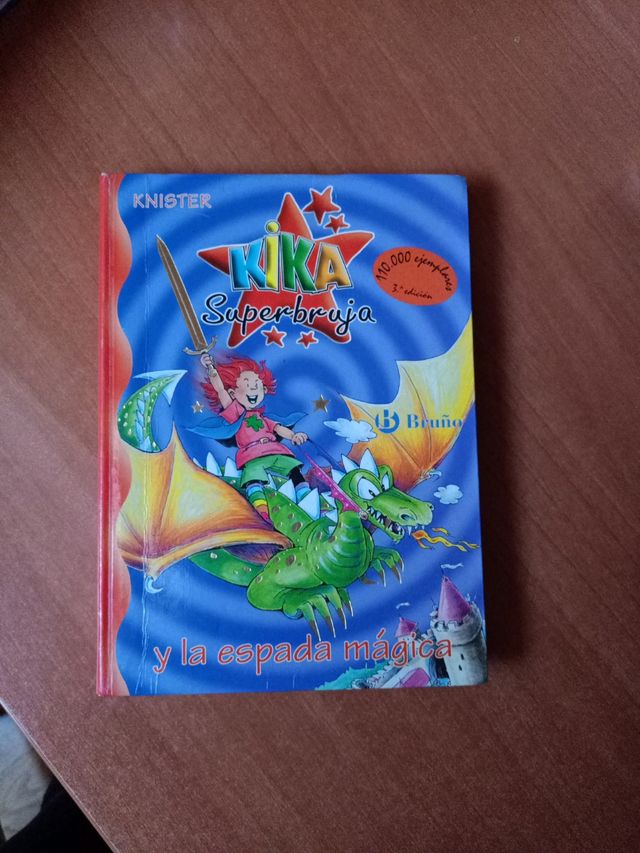 KNISTER
KIKA
Superbruja
110.000 ejemplares
3.ª edición
B Bruño
y la espada mágica